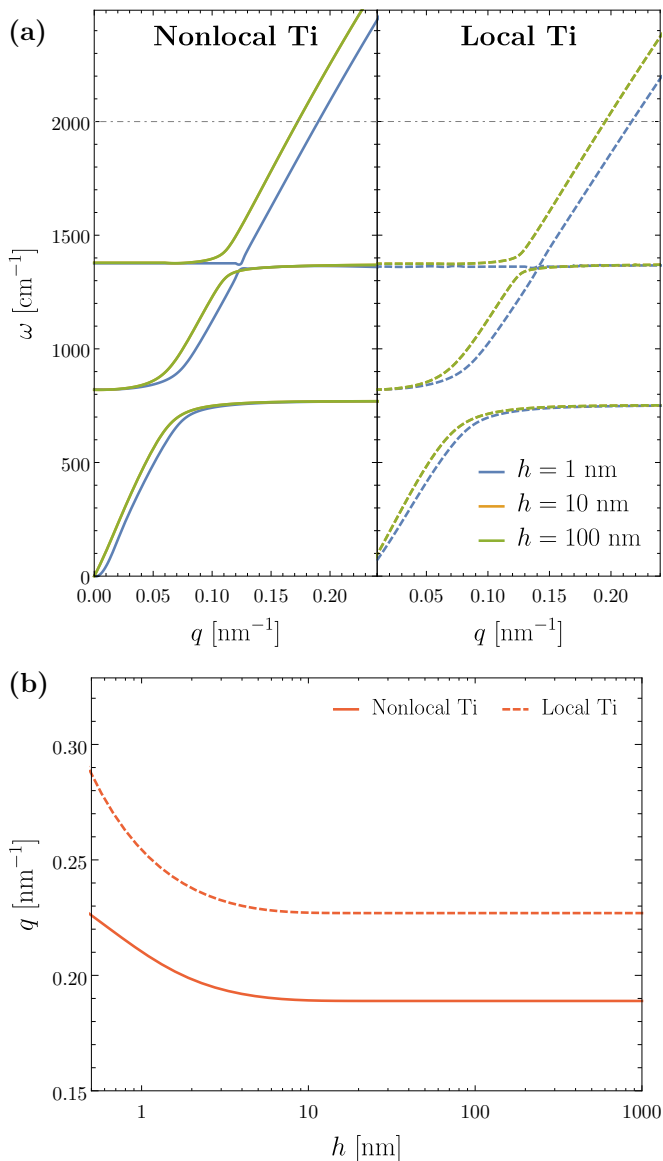 (a)
Nonlocal Ti
Local Ti
2000
1500
1000
500
0
ω [cm⁻¹]
h = 1 nm
h = 10 nm
h = 100 nm
0.00 0.05 0.10 0.15 0.20
0.05 0.10 0.15 0.20
q [nm⁻¹]
q [nm⁻¹]
(b)
Nonlocal Ti
Local Ti
0.30
0.25
0.20
0.15
q [nm⁻¹]
1 10 100 1000
h [nm]